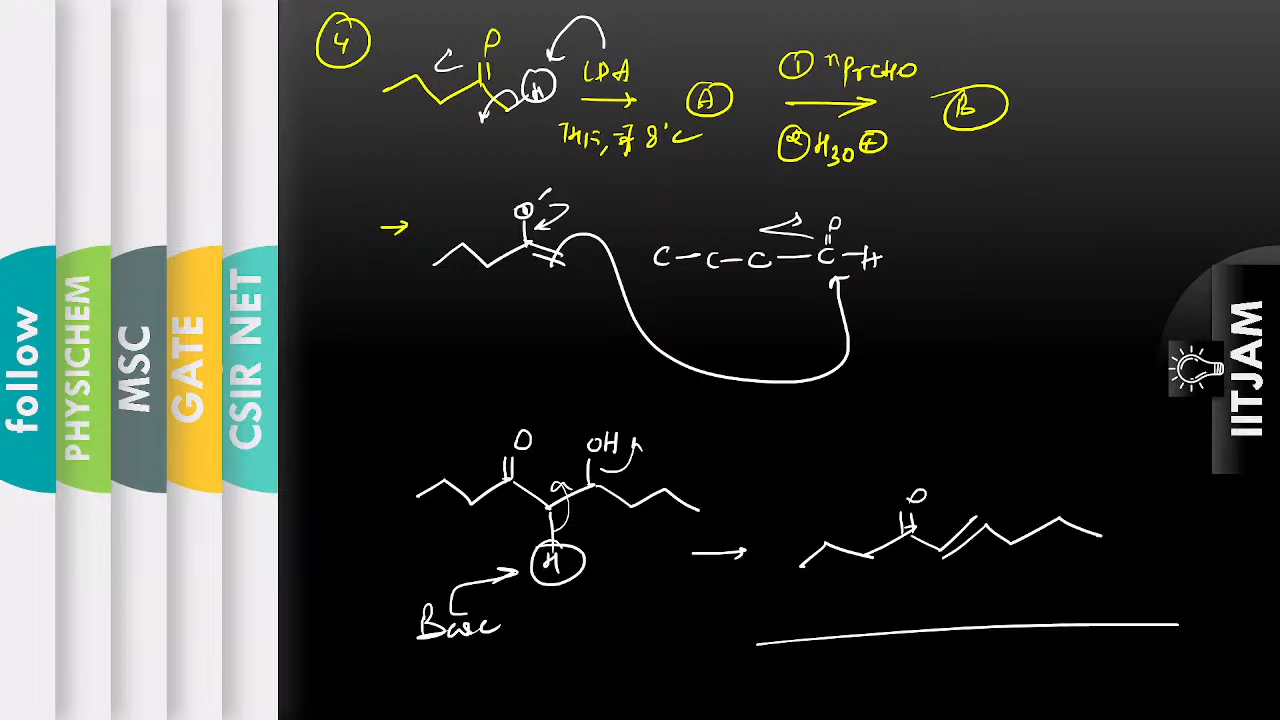 follow
PHYSICHEM
MSC
GATE
CSIR NET
IITJAM
4
O
H
LDA
A
① nPrCHO
B
THF, -78°C
② H3O+
O
O
C-C-C-C-H
O
OH
H
Base
O